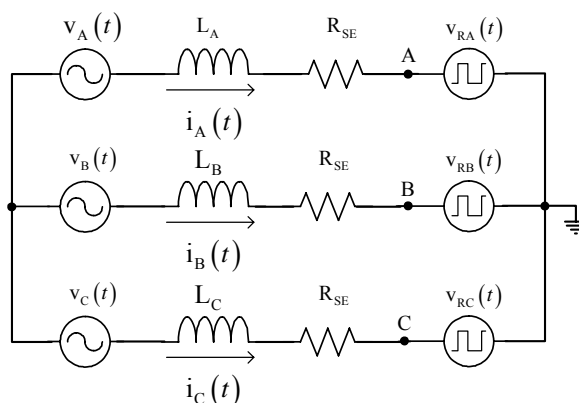 v_A(t) L_A R_SE A v_RA(t)
i_A(t)
v_B(t) L_B R_SE B v_RB(t)
i_B(t)
v_C(t) L_C R_SE C v_RC(t)
i_C(t)